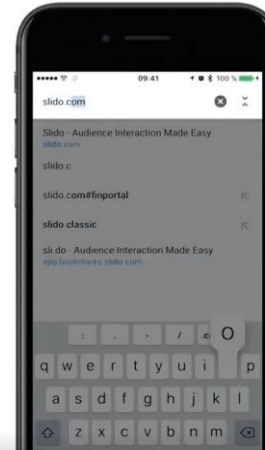 09:41 100 %
slido.com
Slido - Audience Interaction Made Easy
slido.com
slido.c
slido.com#finportal
slido classic
sli.do - Audience Interaction Made Easy
app:bookmarks.slido.com
: . - / .c O
q w e r t y u i p
a s d f g h j k l
z x c v b n m